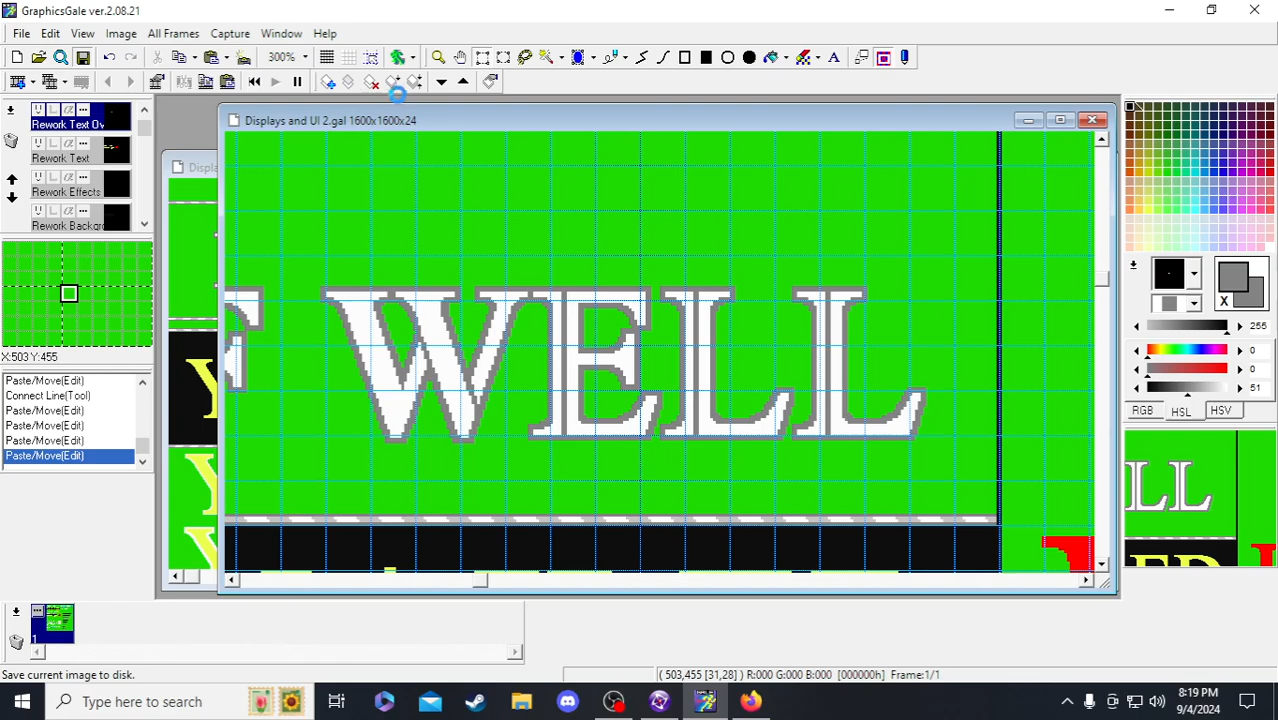 GraphicsGale ver.2.08.21
File Edit View Image All Frames Capture Window Help
300%
Displays and UI 2.gal 1600x1600x24
Displa
Rework Text Ov
Rework Text
Rework Effects
Rework Backgro
WELL
LL
Y
ED
X:503 Y:455
Paste/Move(Edit)
Connect Line(Tool)
Paste/Move(Edit)
Paste/Move(Edit)
Paste/Move(Edit)
Paste/Move(Edit)
X
255
0
0
51
RGB HSL HSV
1
Save current image to disk.
( 503,455 [31,28] ) R:000 G:000 B:000 [000000h] Frame:1/1
Type here to search
8:19 PM
9/4/2024